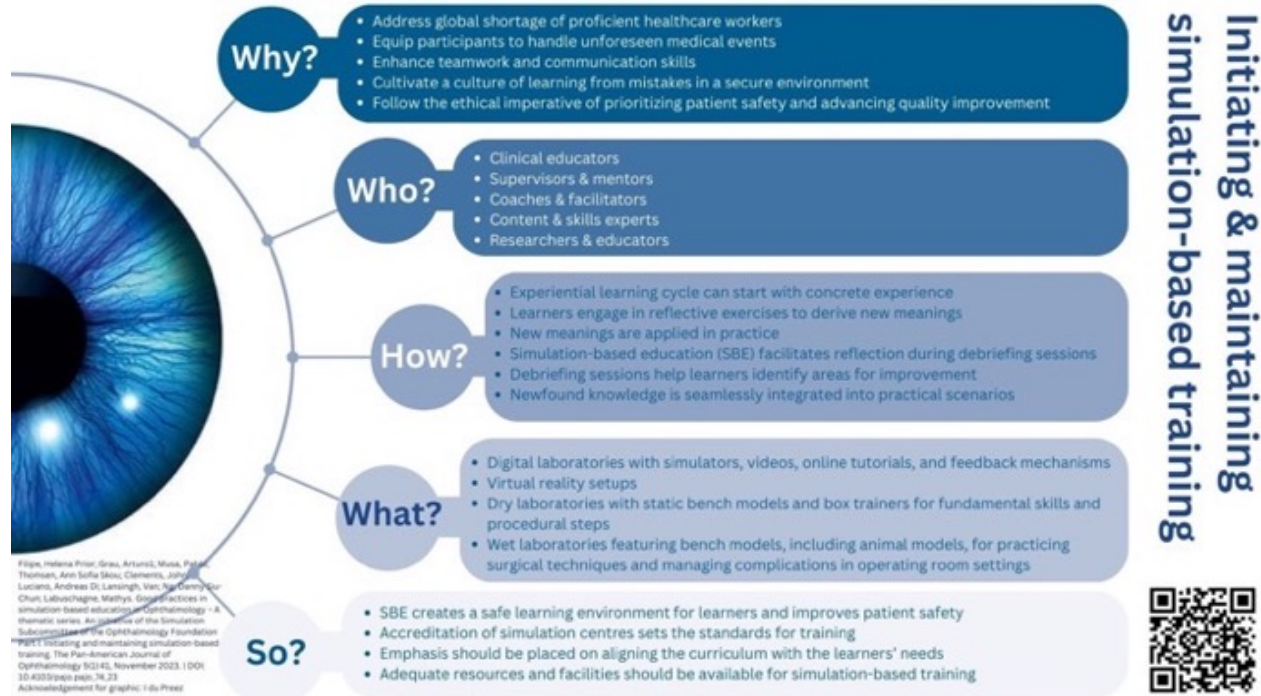 Initiating & maintaining
simulation-based training
Why?
• Address global shortage of proficient healthcare workers
• Equip participants to handle unforeseen medical events
• Enhance teamwork and communication skills
• Cultivate a culture of learning from mistakes in a secure environment
• Follow the ethical imperative of prioritizing patient safety and advancing quality improvement
Who?
• Clinical educators
• Supervisors & mentors
• Coaches & facilitators
• Content & skills experts
• Researchers & educators
How?
• Experiential learning cycle can start with concrete experience
• Learners engage in reflective exercises to derive new meanings
• New meanings are applied in practice
• Simulation-based education (SBE) facilitates reflection during debriefing sessions
• Debriefing sessions help learners identify areas for improvement
• Newfound knowledge is seamlessly integrated into practical scenarios
What?
• Digital laboratories with simulators, videos, online tutorials, and feedback mechanisms
• Virtual reality setups
• Dry laboratories with static bench models and box trainers for fundamental skills and
procedural steps
• Wet laboratories featuring bench models, including animal models, for practicing
surgical techniques and managing complications in operating room settings
So?
• SBE creates a safe learning environment for learners and improves patient safety
• Accreditation of simulation centres sets the standards for training
• Emphasis should be placed on aligning the curriculum with the learners' needs
• Adequate resources and facilities should be available for simulation-based training
Filipe, Helena Prior, Grau, Arturo, Musa,
Thomsen, Ann Sofia Skou; Clements, John;
Luciano, Andreas Di; Lansingh, Van; Ng, Danny Siu-
Chun; Labuschagne, Mathys. Good practices in
simulation-based education in Ophthalmology - A
thematic series. An initiative of the Simulation
Subcommittee of the Ophthalmology Foundation
Part I: Initiating and maintaining simulation-based
training. The Pan-American Journal of
Ophthalmology 5(1):41, November 2023. | DOI:
10.4103/pajo.pajo_74_23
Acknowledgement for graphic: I du Preez